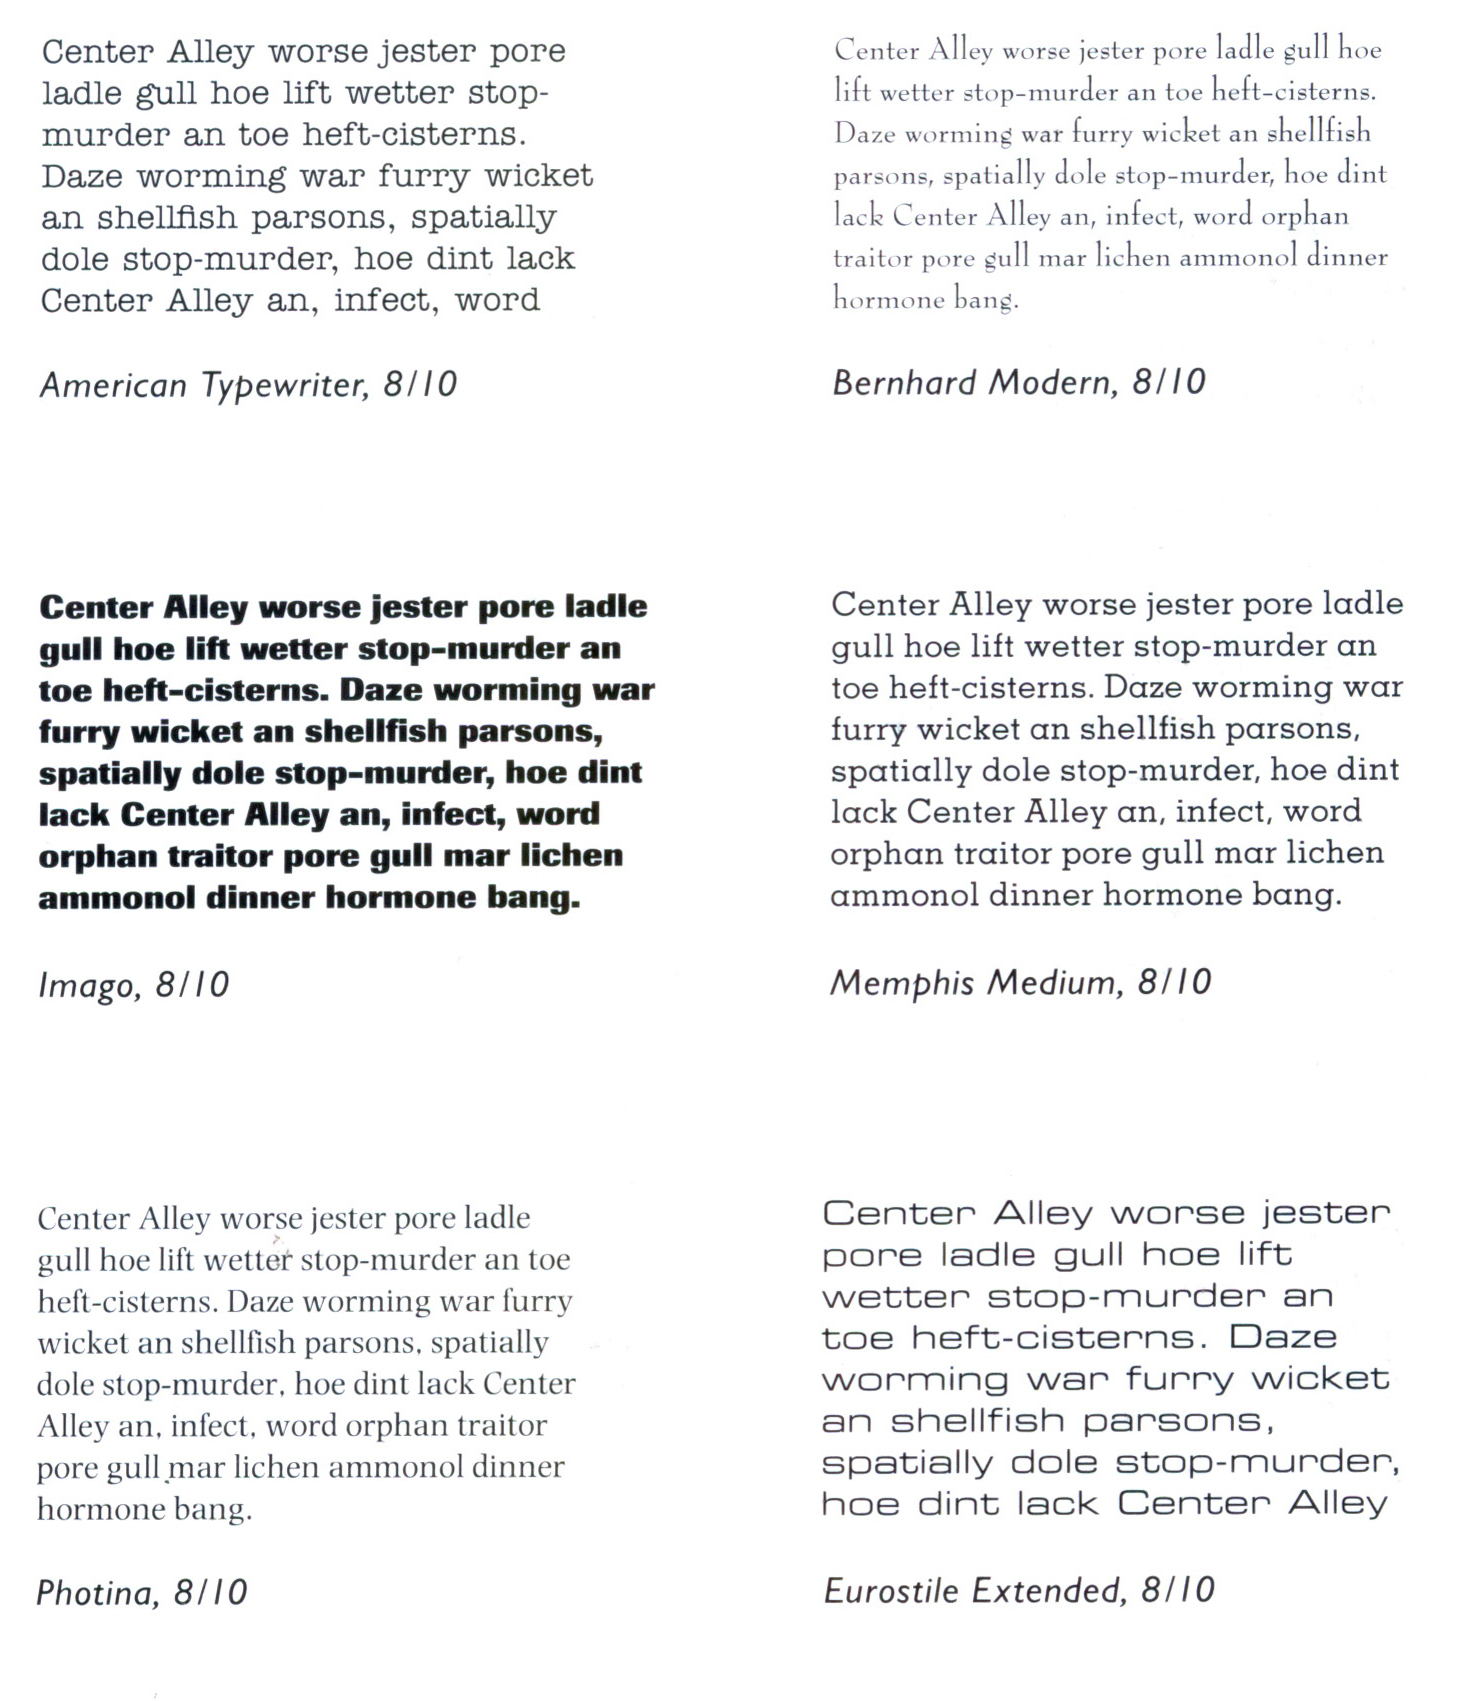 Center Alley worse jester pore
ladle gull hoe lift wetter stop-
murder an toe heft-cisterns.
Daze worming war furry wicket
an shellfish parsons, spatially
dole stop-murder, hoe dint lack
Center Alley an, infect, word
American Typewriter, 8/10
Center Alley worse jester pore ladle gull hoe
lift wetter stop-murder an toe heft-cisterns.
Daze worming war furry wicket an shellfish
parsons, spatially dole stop-murder, hoe dint
lack Center Alley an, infect, word orphan
traitor pore gull mar lichen ammonol dinner
hormone bang.
Bernhard Modern, 8/10
Center Alley worse jester pore ladle
gull hoe lift wetter stop-murder an
toe heft-cisterns. Daze worming war
furry wicket an shellfish parsons,
spatially dole stop-murder, hoe dint
lack Center Alley an, infect, word
orphan traitor pore gull mar lichen
ammonol dinner hormone bang.
Imago, 8/10
Center Alley worse jester pore ladle
gull hoe lift wetter stop-murder an
toe heft-cisterns. Daze worming war
furry wicket an shellfish parsons,
spatially dole stop-murder, hoe dint
lack Center Alley an, infect, word
orphan traitor pore gull mar lichen
ammonol dinner hormone bang.
Memphis Medium, 8/10
Center Alley worse jester pore ladle
gull hoe lift wetter stop-murder an toe
heft-cisterns. Daze worming war furry
wicket an shellfish parsons, spatially
dole stop-murder, hoe dint lack Center
Alley an, infect, word orphan traitor
pore gull mar lichen ammonol dinner
hormone bang.
Photina, 8/10
Center Alley worse jester
pore ladle gull hoe lift
wetter stop-murder an
toe heft-cisterns. Daze
worming war furry wicket
an shellfish parsons,
spatially dole stop-murder,
hoe dint lack Center Alley
Eurostile Extended, 8/10